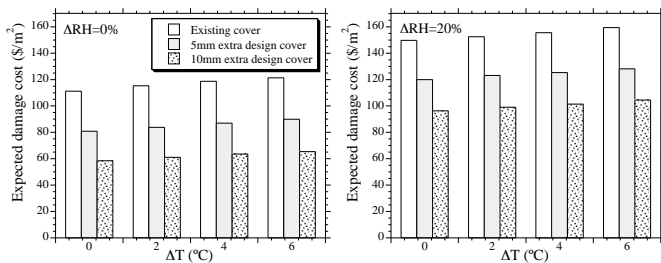 ΔRH=0%
Existing cover
5mm extra design cover
10mm extra design cover
Expected damage cost ($/m²)
160
140
120
100
80
60
40
20
0
0 2 4 6
ΔT (ºC)
ΔRH=20%
Expected damage cost ($/m²)
160
140
120
100
80
60
40
20
0
0 2 4 6
ΔT (ºC)